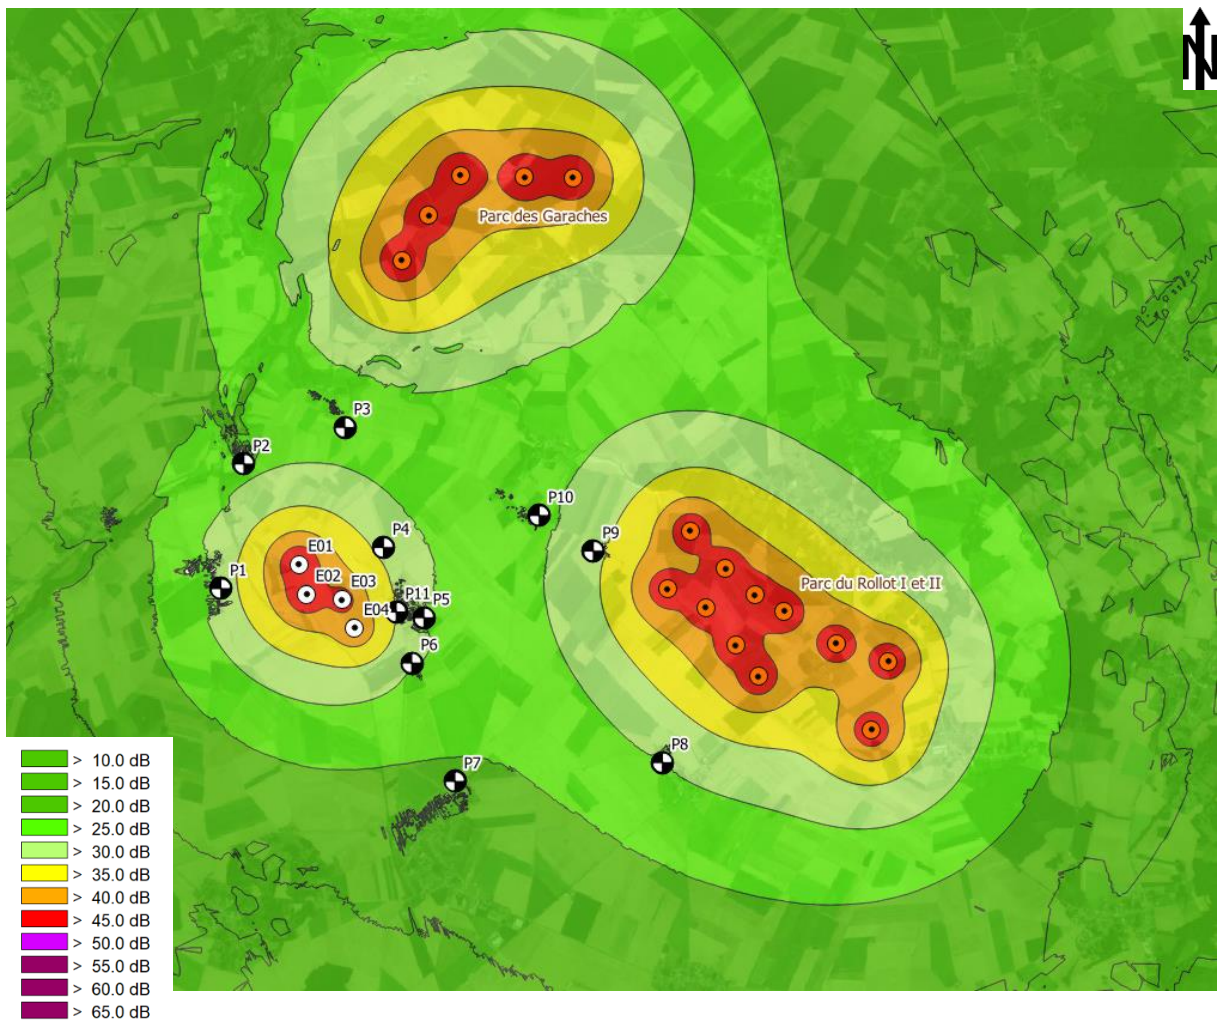 N
Parc des Garaches
P3
P2
P10
P4
P9
E01
P1
E02
E03
Parc du Rollot I et II
E04
P11
P5
P6
P8
P7
> 10.0 dB
> 15.0 dB
> 20.0 dB
> 25.0 dB
> 30.0 dB
> 35.0 dB
> 40.0 dB
> 45.0 dB
> 50.0 dB
> 55.0 dB
> 60.0 dB
> 65.0 dB